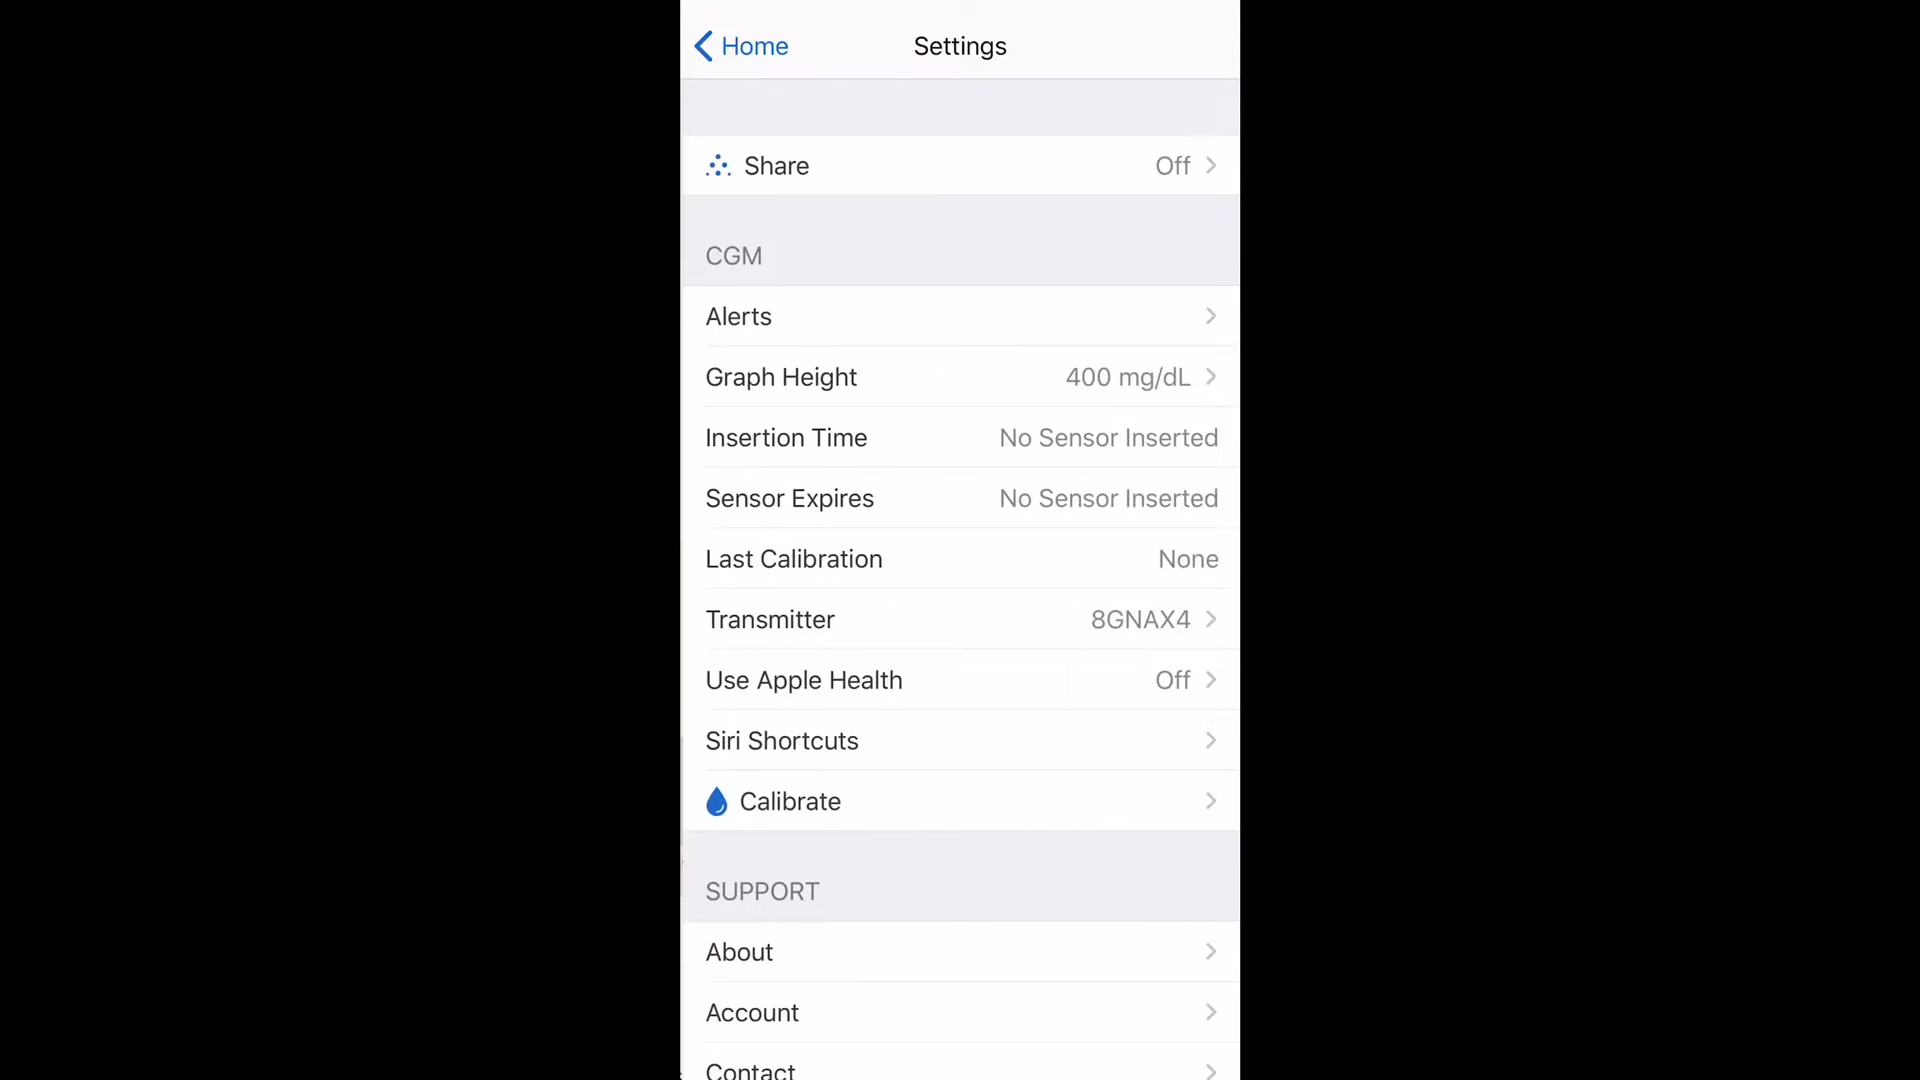 Home
Settings
Share Off
CGM
Alerts
Graph Height 400 mg/dL
Insertion Time No Sensor Inserted
Sensor Expires No Sensor Inserted
Last Calibration None
Transmitter 8GNAX4
Use Apple Health Off
Siri Shortcuts
Calibrate
SUPPORT
About
Account
Contact